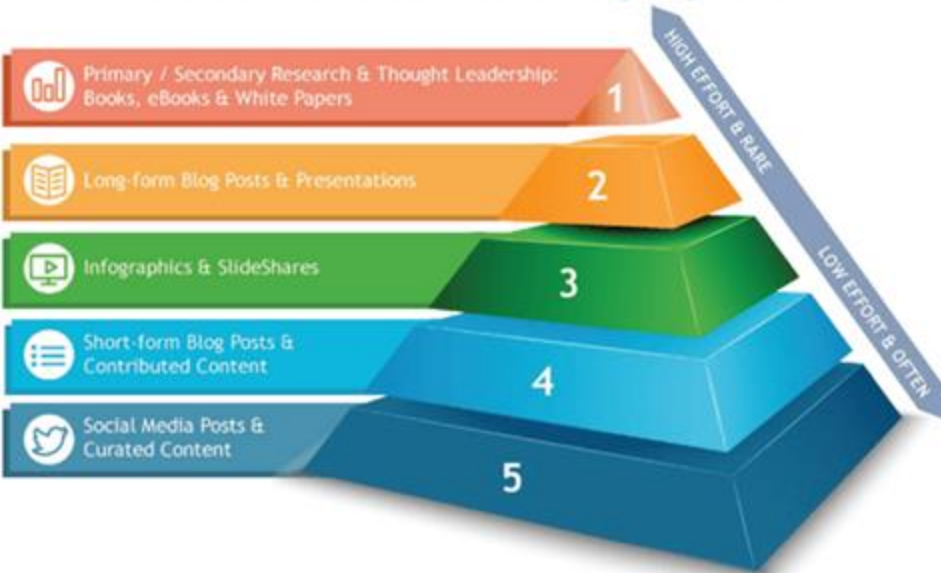 Primary / Secondary Research & Thought Leadership:
Books, eBooks & White Papers
1
Long-form Blog Posts & Presentations
2
Infographics & SlideShares
3
Short-form Blog Posts &
Contributed Content
4
Social Media Posts &
Curated Content
5
HIGH EFFORT & RARE
LOW EFFORT & OFTEN